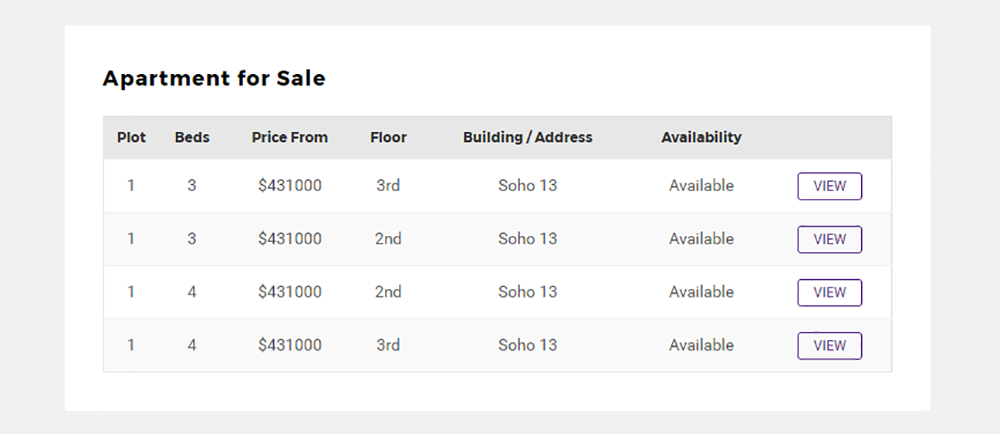 Apartment for Sale
Plot Beds Price From Floor Building / Address Availability
1 3 $431000 3rd Soho 13 Available VIEW
1 3 $431000 2nd Soho 13 Available VIEW
1 4 $431000 2nd Soho 13 Available VIEW
1 4 $431000 3rd Soho 13 Available VIEW